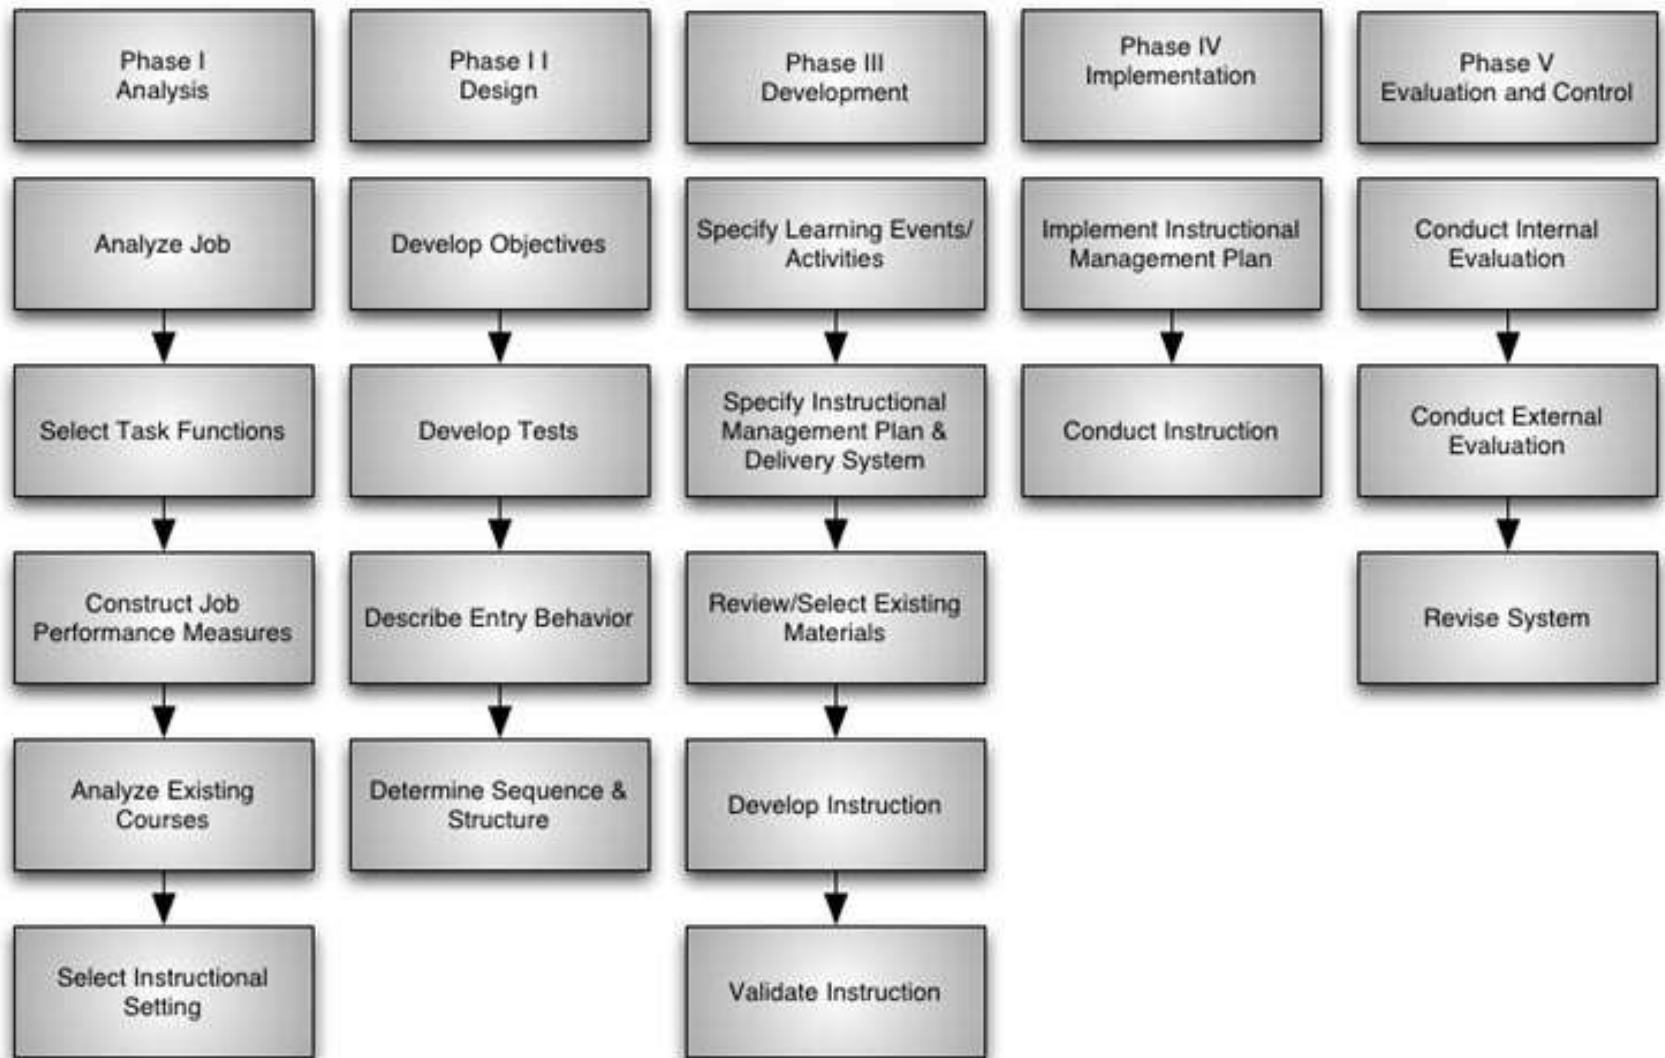 Phase I
Analysis
Phase I I
Design
Phase III
Development
Phase IV
Implementation
Phase V
Evaluation and Control
Analyze Job
Develop Objectives
Specify Learning Events/
Activities
Implement Instructional
Management Plan
Conduct Internal
Evaluation
Select Task Functions
Develop Tests
Specify Instructional
Management Plan &
Delivery System
Conduct Instruction
Conduct External
Evaluation
Construct Job
Performance Measures
Describe Entry Behavior
Review/Select Existing
Materials
Revise System
Analyze Existing
Courses
Determine Sequence &
Structure
Develop Instruction
Select Instructional
Setting
Validate Instruction